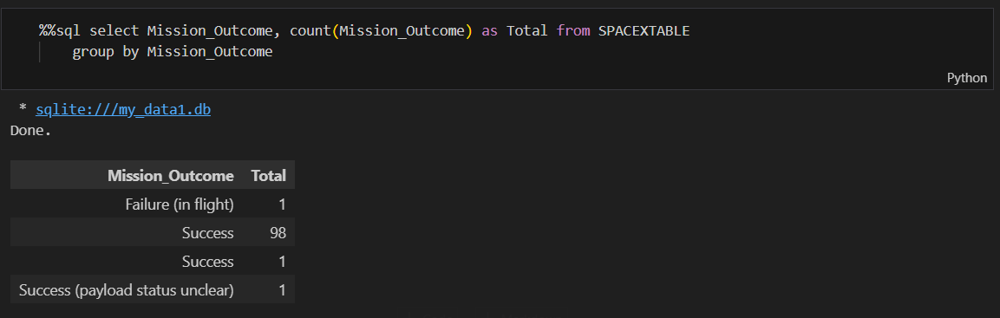 %%sql select Mission_Outcome, count(Mission_Outcome) as Total from SPACEXTABLE
group by Mission_Outcome
Python
* sqlite:///my_data1.db
Done.
Mission_Outcome Total
Failure (in flight) 1
Success 98
Success 1
Success (payload status unclear) 1